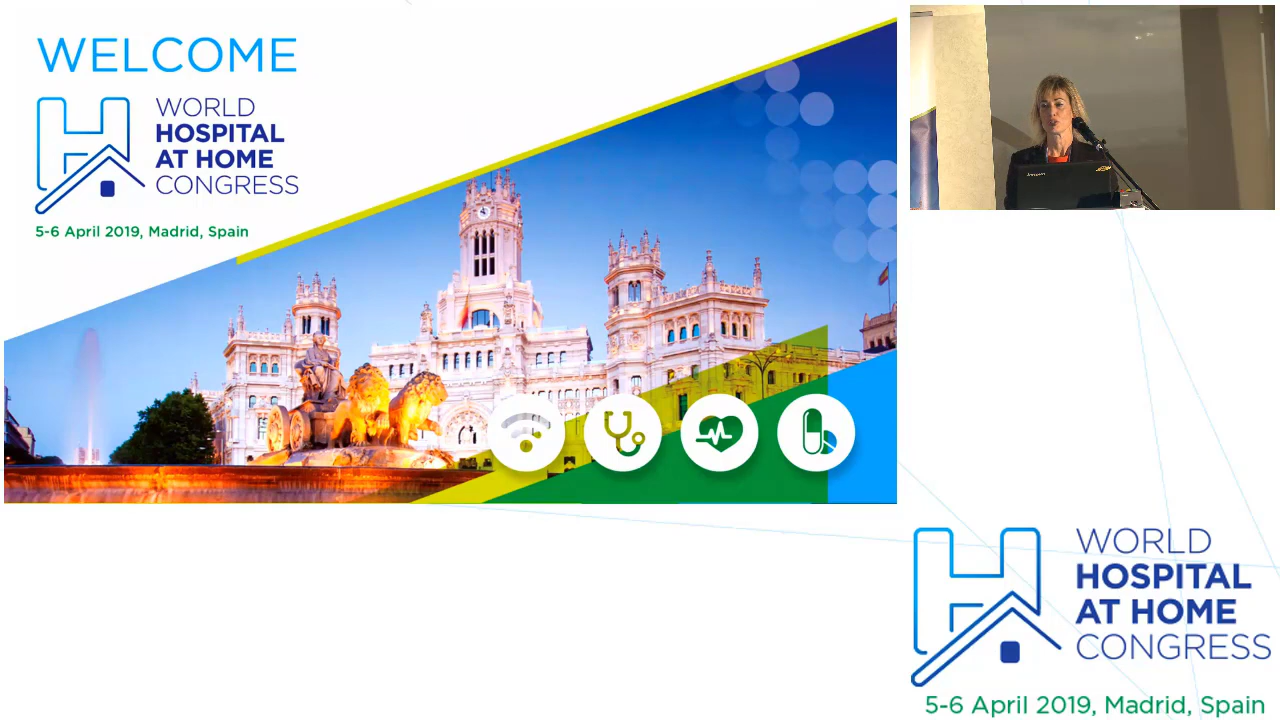 WELCOME
WORLD
HOSPITAL
AT HOME
CONGRESS
5-6 April 2019, Madrid, Spain
WORLD
HOSPITAL
AT HOME
CONGRESS
5-6 April 2019, Madrid, Spain